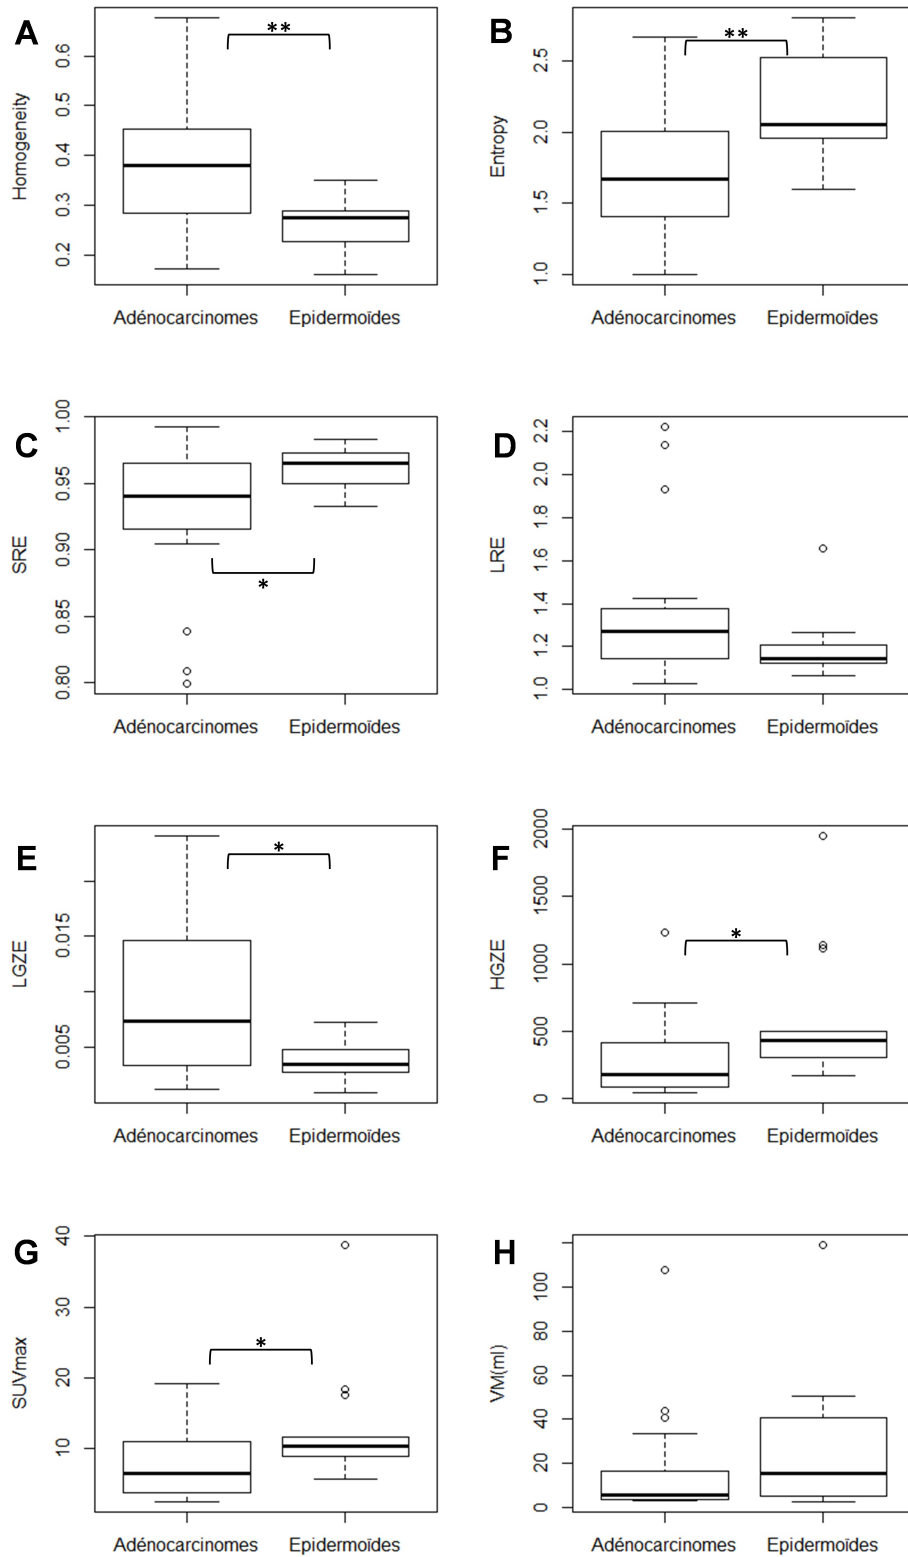 A
Homogeneity
0.2 0.3 0.4 0.5 0.6
**
Adénocarcinomes Epidermoïdes
B
Entropy
1.0 1.5 2.0 2.5
**
Adénocarcinomes Epidermoïdes
C
SRE
0.80 0.85 0.90 0.95 1.00
*
Adénocarcinomes Epidermoïdes
D
LRE
1.0 1.2 1.4 1.6 1.8 2.0 2.2
Adénocarcinomes Epidermoïdes
E
LGZE
0.005 0.015
*
Adénocarcinomes Epidermoïdes
F
HGZE
0 500 1000 1500 2000
*
Adénocarcinomes Epidermoïdes
G
SUVmax
10 20 30 40
*
Adénocarcinomes Epidermoïdes
H
VM(ml)
0 20 40 60 80 100
Adénocarcinomes Epidermoïdes